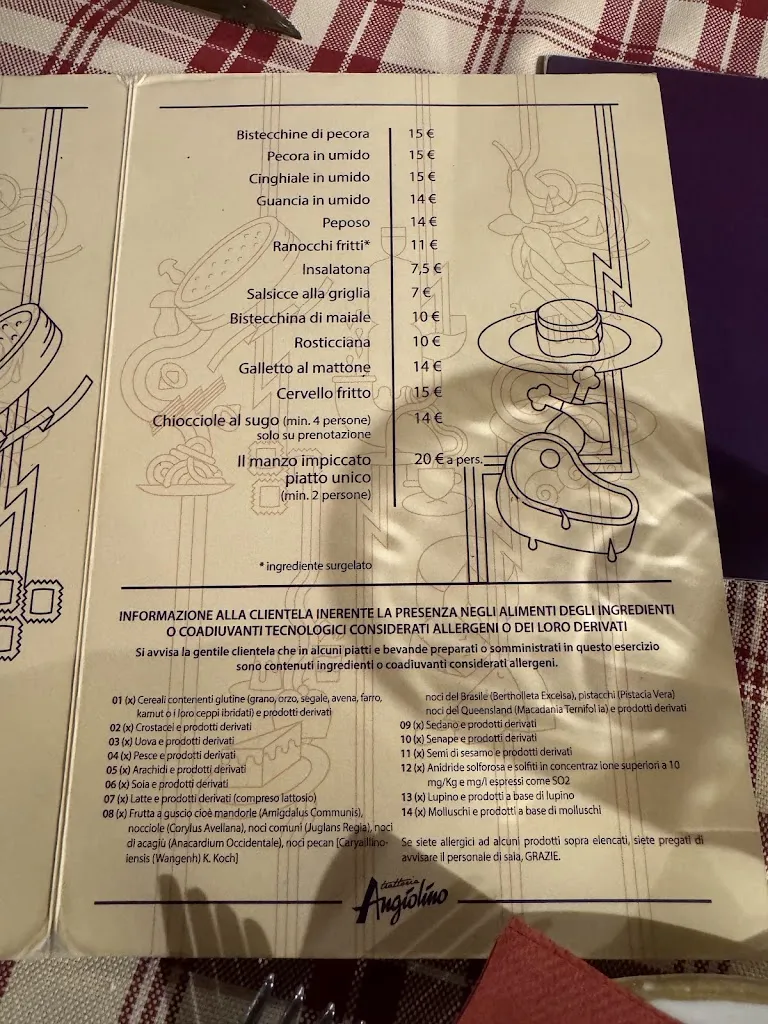 Bistecchine di pecora 15 €
Pecora in umido 15 €
Cinghiale in umido 15 €
Guancia in umido 14 €
Peposo 14 €
Ranocchi fritti* 11 €
Insalatona 7,5 €
Salsicce alla griglia 7 €
Bistecchina di maiale 10 €
Rosticciana 10 €
Galletto al mattone 14 €
Cervello fritto 15 €
Chiocciole al sugo (min. 4 persone) 14 €
solo su prenotazione
Il manzo impiccato 20 € a pers.
piatto unico
(min. 2 persone)
* ingrediente surgelato
INFORMAZIONE ALLA CLIENTELA INERENTE LA PRESENZA NEGLI ALIMENTI DEGLI INGREDIENTI
O COADIUVANTI TECNOLOGICI CONSIDERATI ALLERGENI O DEI LORO DERIVATI
Si avvisa la gentile clientela che in alcuni piatti e bevande preparati o somministrati in questo esercizio
sono contenuti ingredienti o coadiuvanti considerati allergeni.
01 (x) Cereali contenenti glutine (grano, orzo, segale, avena, farro,
kamut o i loro ceppi ibridati) e prodotti derivati
02 (x) Crostacei e prodotti derivati
03 (x) Uova e prodotti derivati
04 (x) Pesce e prodotti derivati
05 (x) Arachidi e prodotti derivati
06 (x) Soia e prodotti derivati
07 (x) Latte e prodotti derivati (compreso lattosio)
08 (x) Frutta a guscio cioè mandorle (Amigdalus Communis),
nocciole (Corylus Avellana), noci comuni (Juglans Regia), noci
di acagiù (Anacardium Occidentale), noci pecan [Caryalllino-
iensis (Wangenh) K. Koch]
noci del Brasile (Bertholleta Excelsa), pistacchi (Pistacia Vera)
noci del Queensland (Macadania Ternifol ia) e prodotti derivati
09 (x) Sedano e prodotti derivati
10 (x) Senape e prodotti derivati
11 (x) Semi di sesamo e prodotti derivati
12 (x) Anidride solforosa e solfiti in concentraz ione superiori a 10
mg/Kg e mg/l espressi come SO2
13 (x) Lupino e prodotti a base di lupino
14 (x) Molluschi e prodotti a base di molluschi
Se siete allergici ad alcuni prodotti sopra elencati, siete pregati di
avvisare il personale di sala, GRAZIE.
trattoria
Angiolino